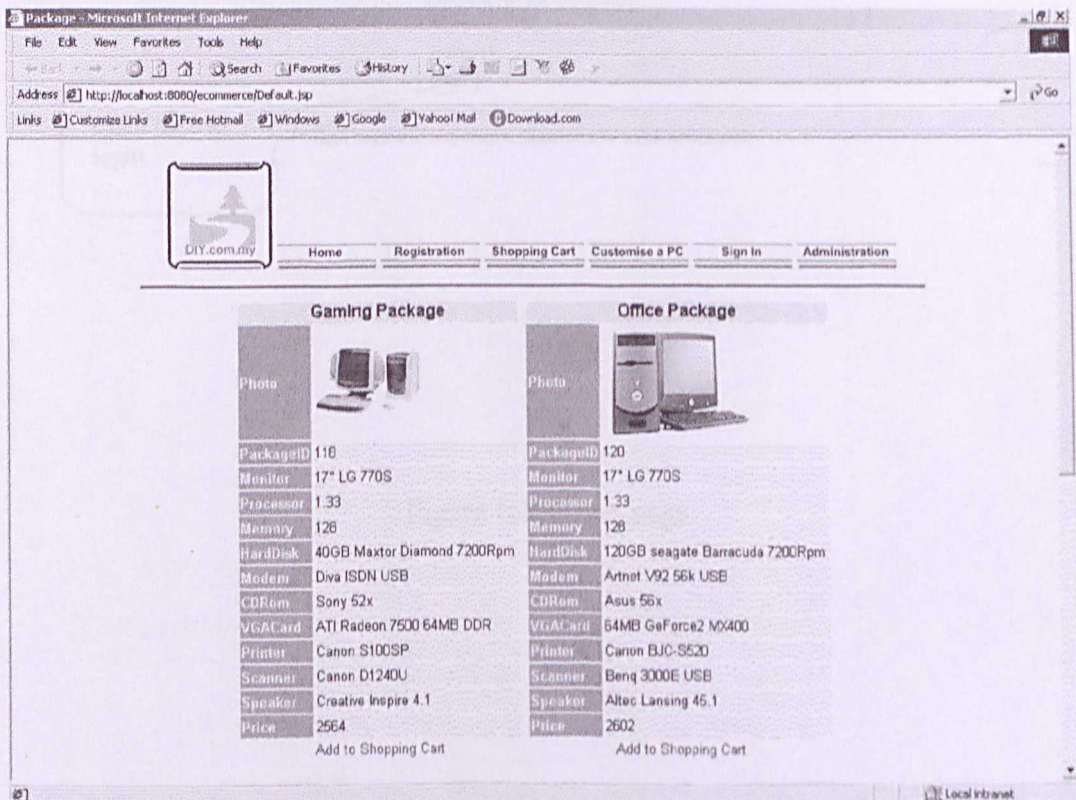 Package - Microsoft Internet Explorer
File Edit View Favorites Tools Help
Back Search Favorites History
Address http://localhost:8080/ecommerce/Default.jsp Go
Links Customize Links Free Hotmail Windows Google Yahoo! Mail Download.com
login
DIY.com.my
Home Registration Shopping Cart Customise a PC Sign In Administration
Gaming Package
Photo
PackageID 118
Monitor 17" LG 770S
Processor 1.33
Memory 128
HardDisk 40GB Maxtor Diamond 7200Rpm
Modem Diva ISDN USB
CDRom Sony 52x
VGACard ATI Radeon 7500 64MB DDR
Printer Canon S100SP
Scanner Canon D1240U
Speaker Creative Inspire 4.1
Price 2564
Add to Shopping Cart
Office Package
Photo
PackageID 120
Monitor 17" LG 770S
Processor 1.33
Memory 128
HardDisk 120GB seagate Barracuda 7200Rpm
Modem Artnet V92 56k USB
CDRom Asus 56x
VGACard 64MB GeForce2 MX400
Printer Canon BJC-S520
Scanner Benq 3000E USB
Speaker Altec Lansing 45.1
Price 2602
Add to Shopping Cart
Local intranet